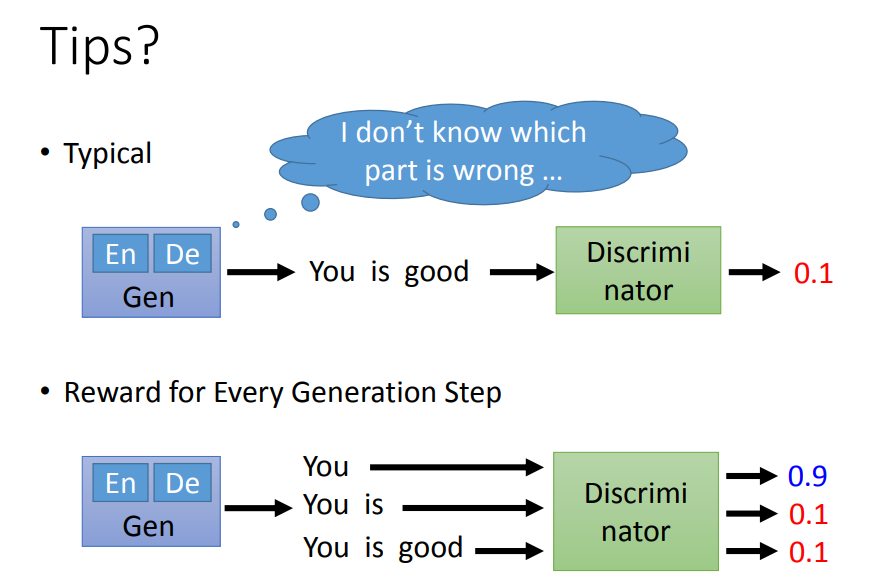 Tips?
• Typical
I don't know which
part is wrong ...
En De
Gen
You is good
Discrimi
nator
0.1
• Reward for Every Generation Step
En De
Gen
You
You is
You is good
Discrimi
nator
0.9
0.1
0.1